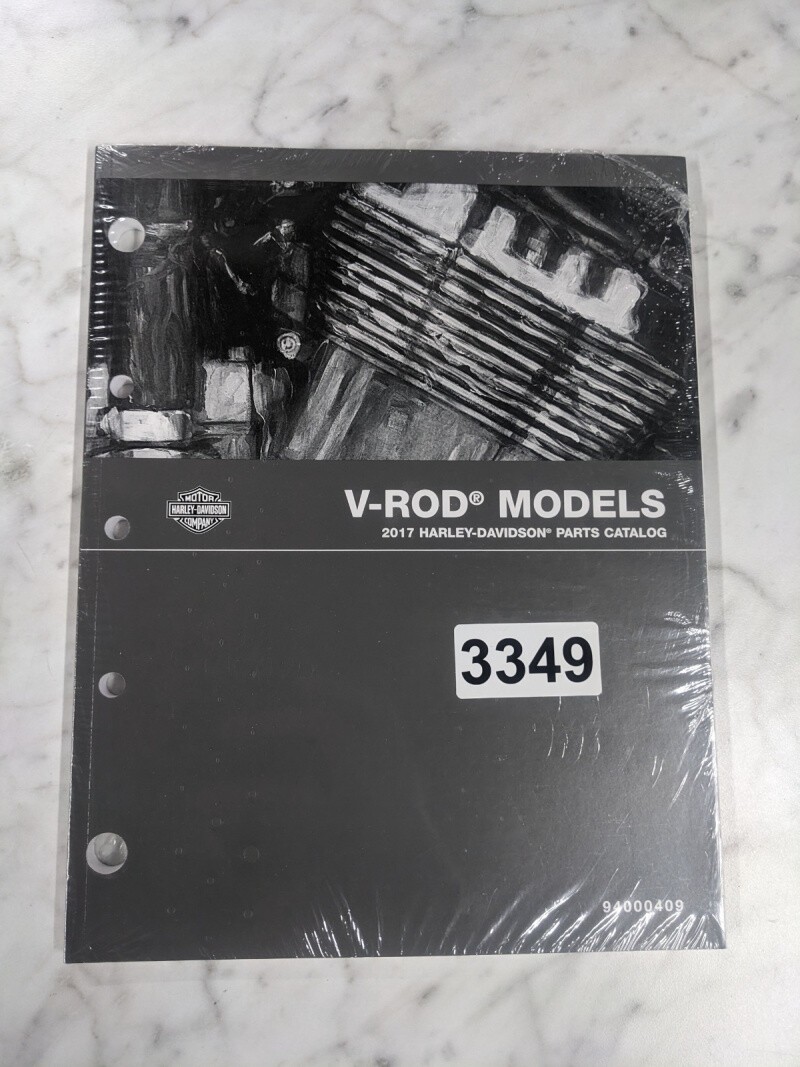 MOTOR
HARLEY-DAVIDSON
COMPANY
V-ROD® MODELS
2017 HARLEY-DAVIDSON® PARTS CATALOG
3349
94000409